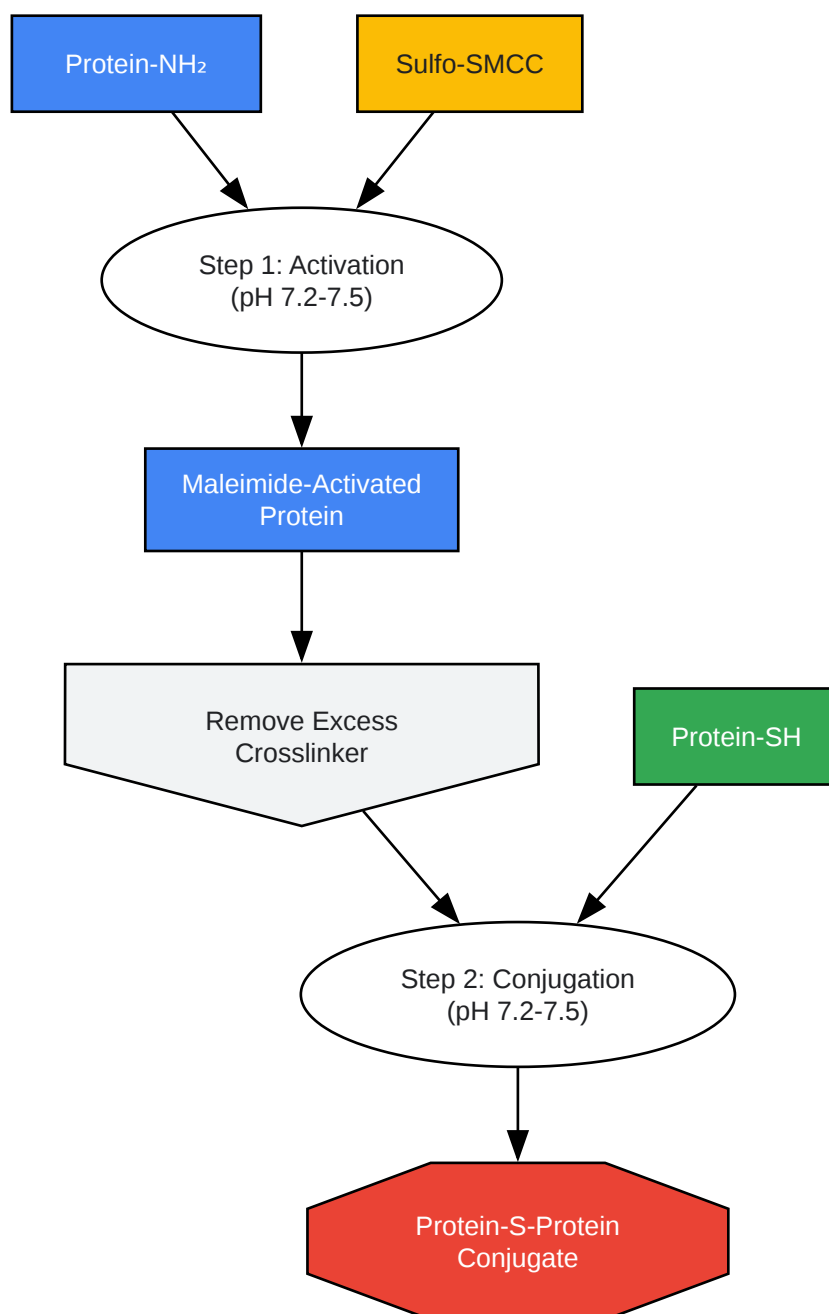 Protein-NH₂
Sulfo-SMCC
Step 1: Activation
(pH 7.2-7.5)
Maleimide-Activated
Protein
Remove Excess
Crosslinker
Protein-SH
Step 2: Conjugation
(pH 7.2-7.5)
Protein-S-Protein
Conjugate